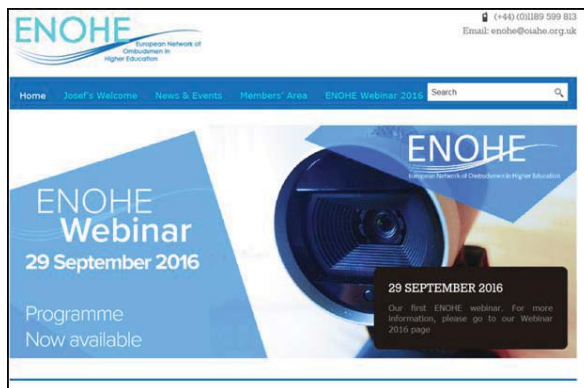 ENOHE
European Network of
Ombudsmen in
Higher Education
(+44) (0)1189 599 813
Email: enohe@oiahe.org.uk
Home Josef's Welcome News & Events Members' Area ENOHE Webinar 2016 Search
ENOHE
European Network of Ombudsmen in Higher Education
ENOHE
Webinar
29 September 2016
Programme
Now available
29 SEPTEMBER 2016
Our first ENOHE webinar. For more
information, please go to our Webinar
2016 page